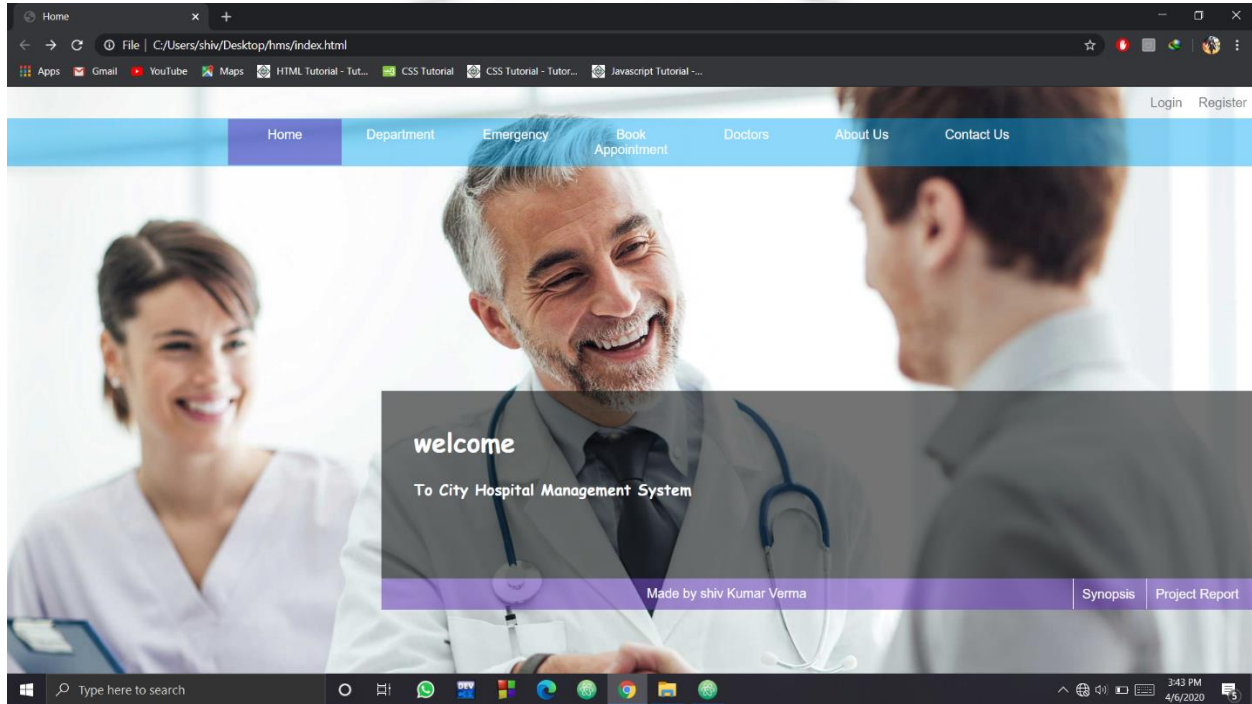 Home
File | C:/Users/shiv/Desktop/hms/index.html
Apps Gmail YouTube Maps HTML Tutorial - Tut... CSS Tutorial CSS Tutorial - Tutor... Javascript Tutorial -...
Login Register
Home Department Emergency Book Appointment Doctors About Us Contact Us
welcome
To City Hospital Management System
Made by shiv Kumar Verma Synopsis Project Report
Type here to search
DEV
3:43 PM
4/6/2020
5